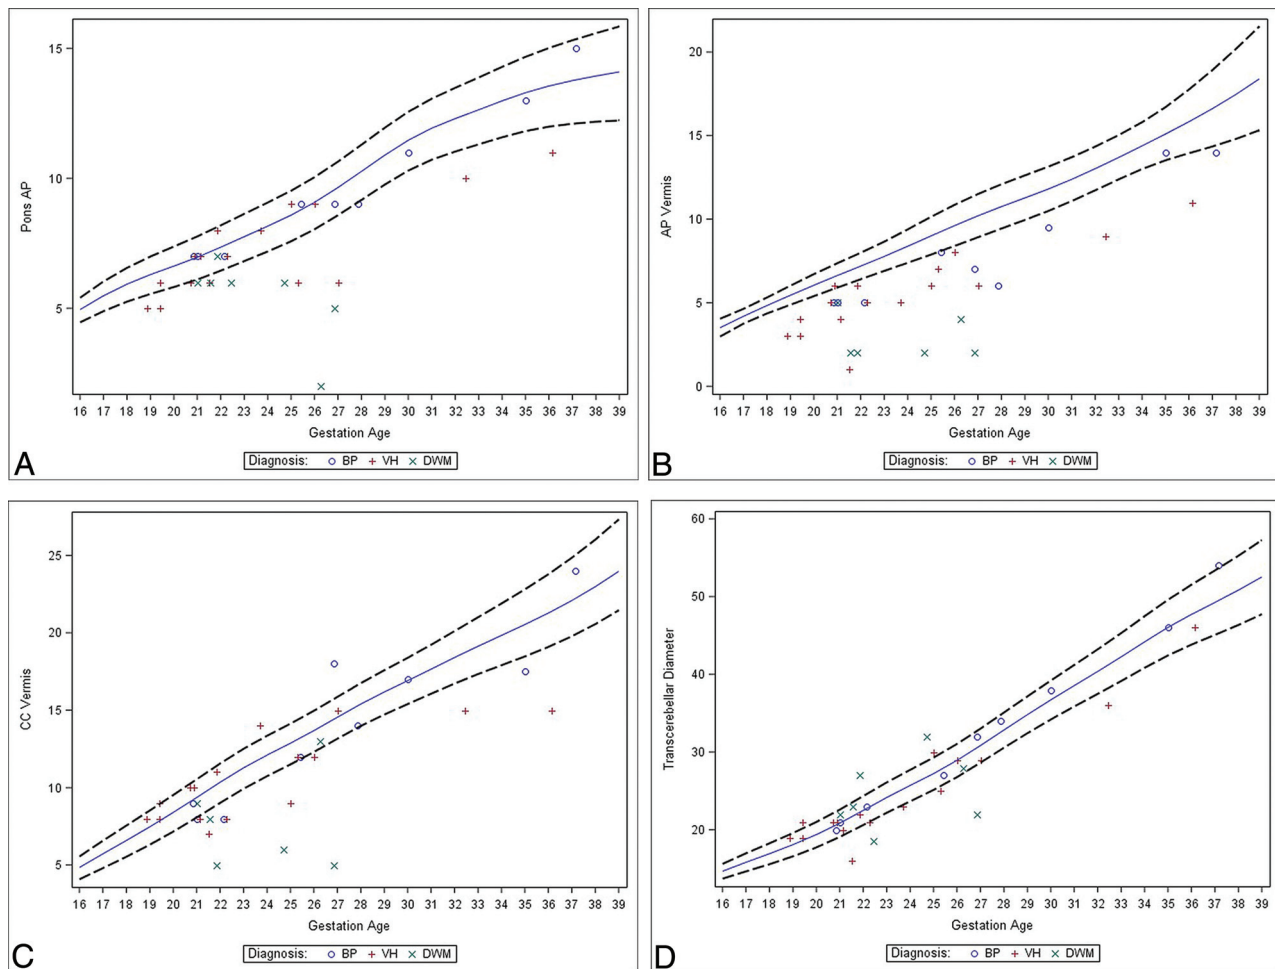 Pons AP
15
10
5
16 17 18 19 20 21 22 23 24 25 26 27 28 29 30 31 32 33 34 35 36 37 38 39
Gestation Age
Diagnosis: BP VH DWM
A
AP Vermis
20
15
10
5
0
16 17 18 19 20 21 22 23 24 25 26 27 28 29 30 31 32 33 34 35 36 37 38 39
Gestation Age
Diagnosis: BP VH DWM
B
CC Vermis
25
20
15
10
5
16 17 18 19 20 21 22 23 24 25 26 27 28 29 30 31 32 33 34 35 36 37 38 39
Gestation Age
Diagnosis: BP VH DWM
C
Transcerebellar Diameter
60
50
40
30
20
16 17 18 19 20 21 22 23 24 25 26 27 28 29 30 31 32 33 34 35 36 37 38 39
Gestation Age
Diagnosis: BP VH DWM
D